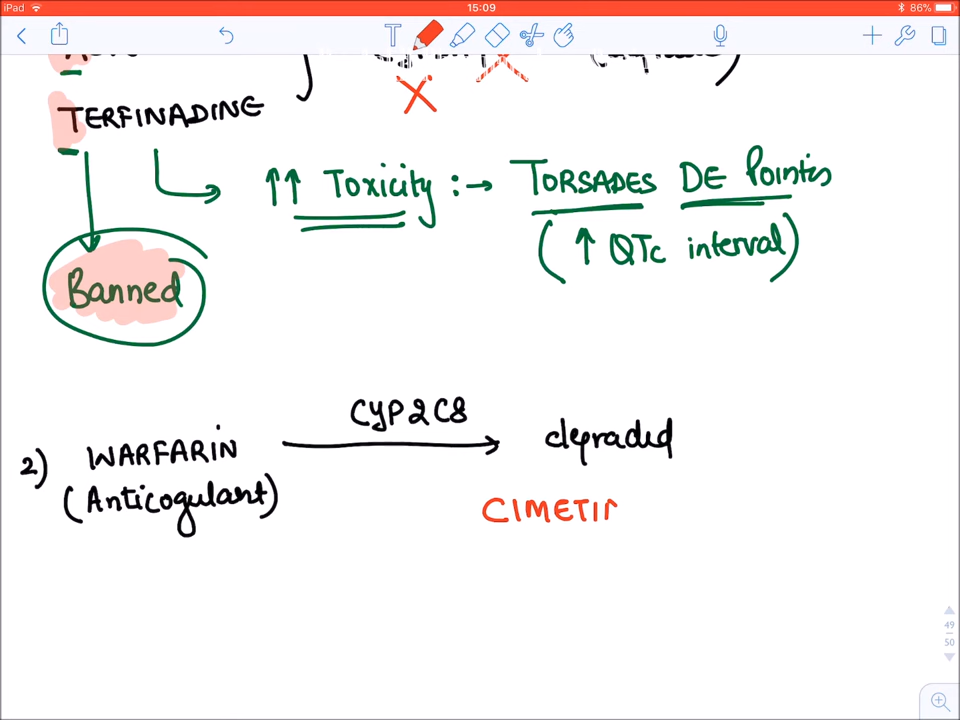 iPad 15:09 86%
T
TERFINADINE
↑↑ Toxicity :→ TORSADES DE Pointes
(↑ QTc interval)
Banned
CYP2C8
2) WARFARIN → degraded
(Anticogulant)
CIMETI
49
50